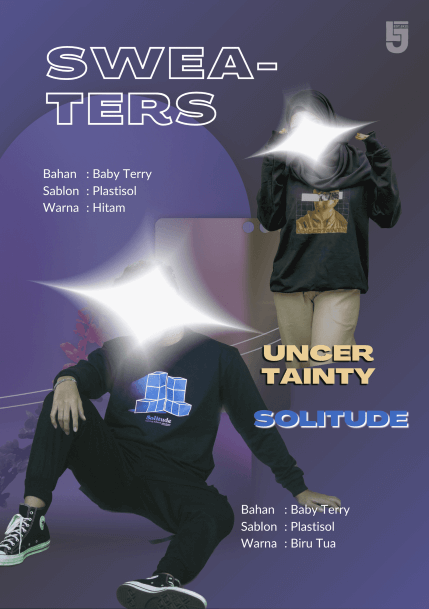 SWEA-
TERS
Bahan : Baby Terry
Sablon : Plastisol
Warna : Hitam
UNCER
TAINTY
SOLITUDE
Solitude
Bahan : Baby Terry
Sablon : Plastisol
Warna : Biru Tua